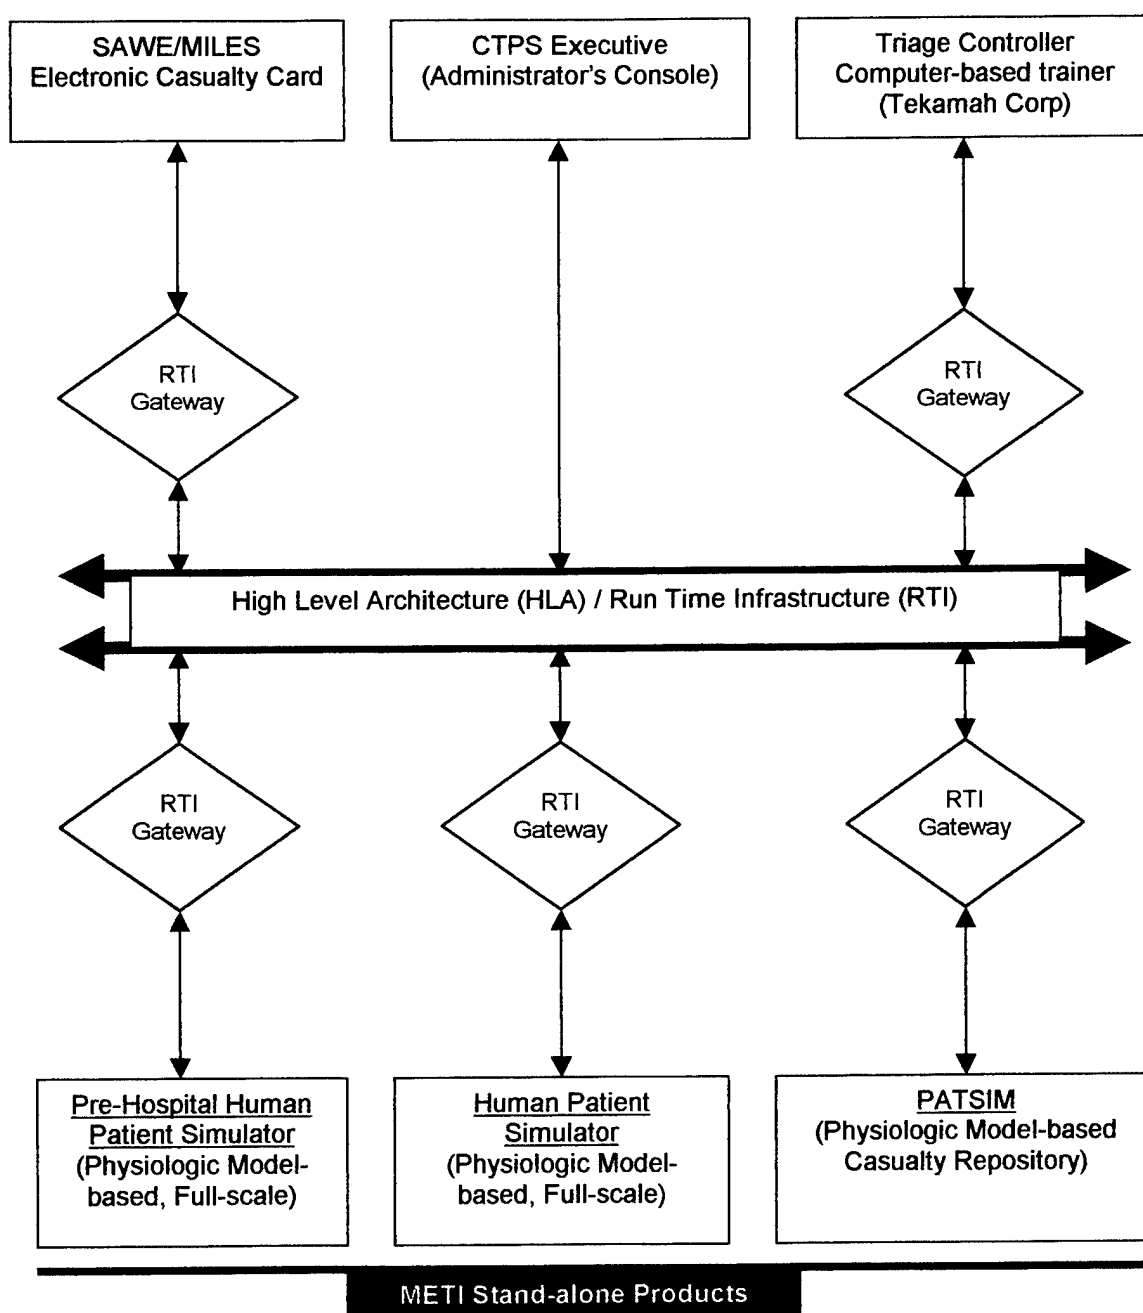 SAWE/MILES
Electronic Casualty Card
CTPS Executive
(Administrator's Console)
Triage Controller
Computer-based trainer
(Tekamah Corp)
RTI
Gateway
RTI
Gateway
High Level Architecture (HLA) / Run Time Infrastructure (RTI)
RTI
Gateway
RTI
Gateway
RTI
Gateway
Pre-Hospital Human
Patient Simulator
(Physiologic Model-
based, Full-scale)
Human Patient
Simulator
(Physiologic Model-
based, Full-scale)
PATSIM
(Physiologic Model-based
Casualty Repository)
METI Stand-alone Products